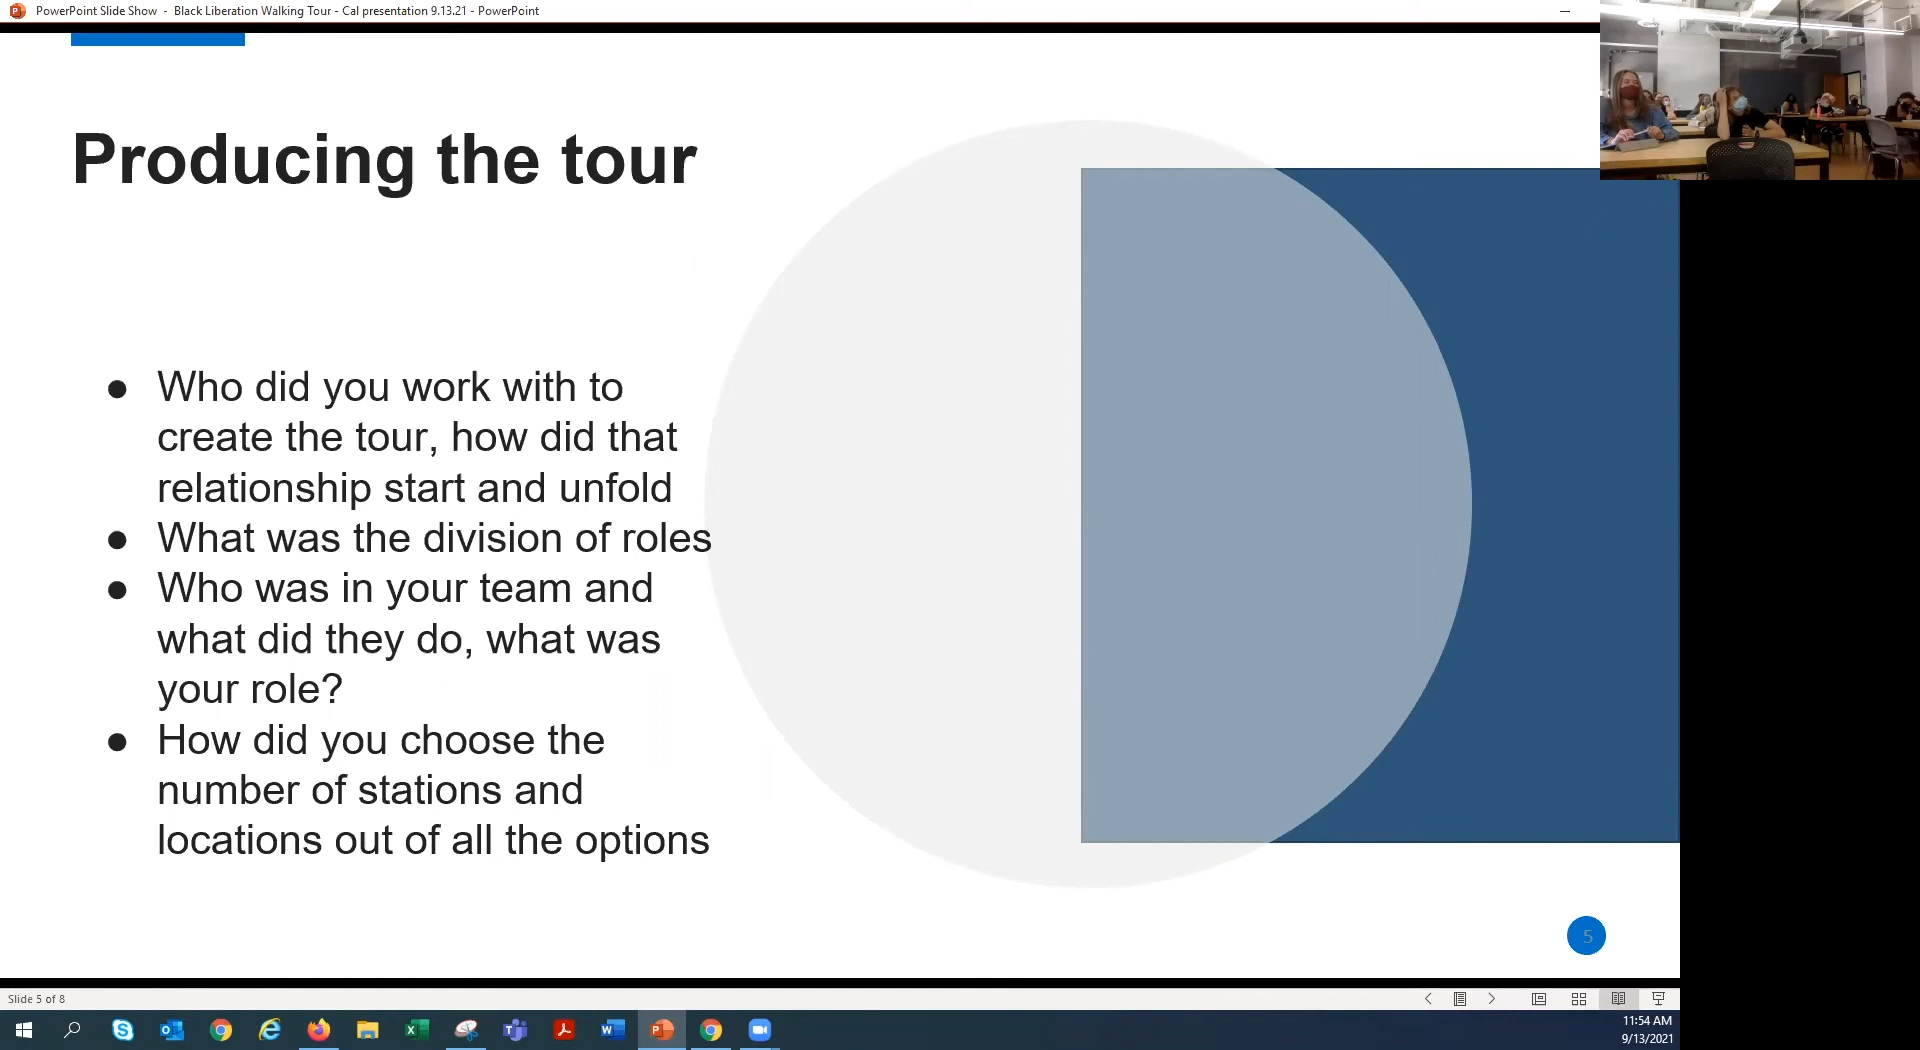 PowerPoint Slide Show - Black Liberation Walking Tour - Cal presentation 9.13.21 - PowerPoint
Producing the tour
● Who did you work with to
create the tour, how did that
relationship start and unfold
● What was the division of roles
● Who was in your team and
what did they do, what was
your role?
● How did you choose the
number of stations and
locations out of all the options
5
Slide 5 of 8
11:54 AM
9/13/2021